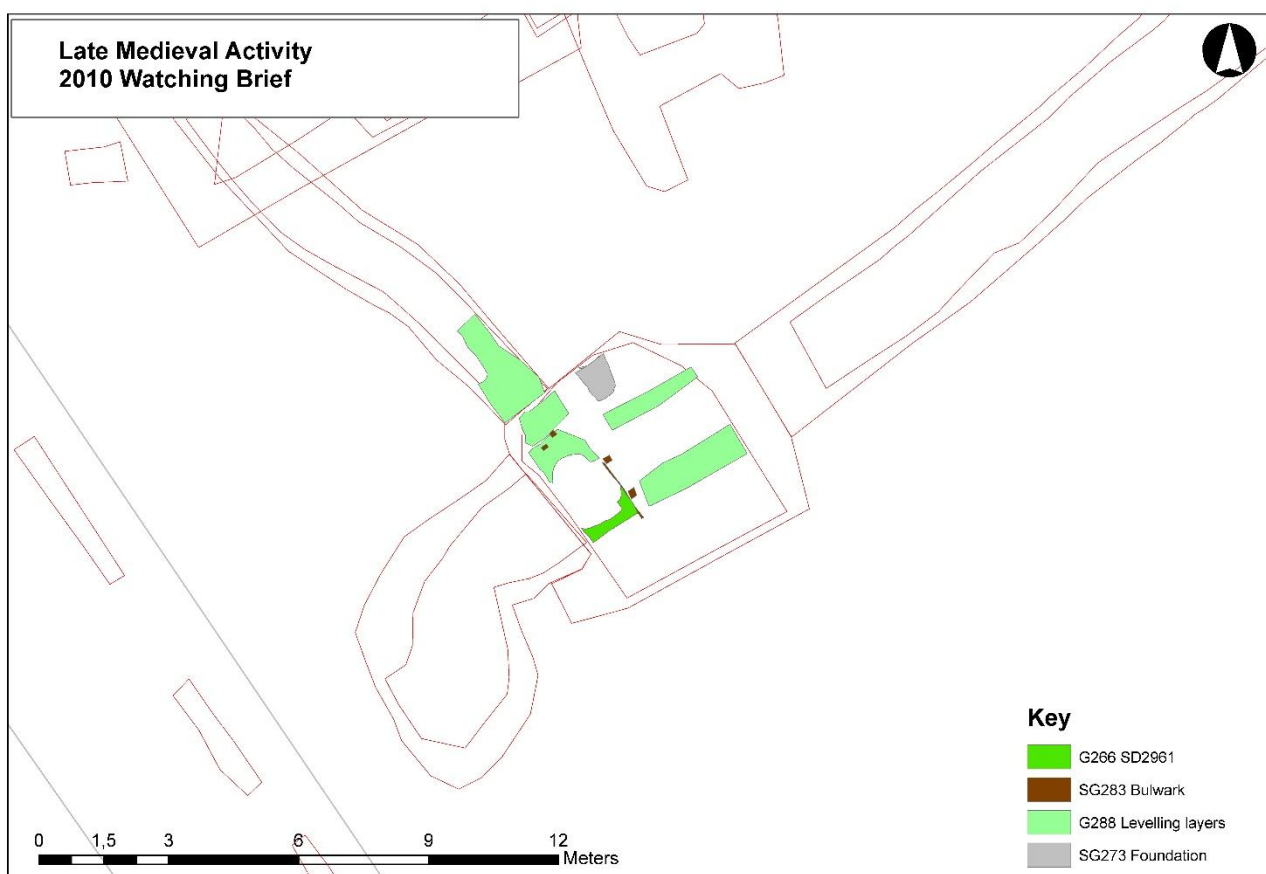 Late Medieval Activity
2010 Watching Brief
Key
G266 SD2961
SG283 Bulwark
G288 Levelling layers
SG273 Foundation
0 1,5 3 6 9 12
Meters